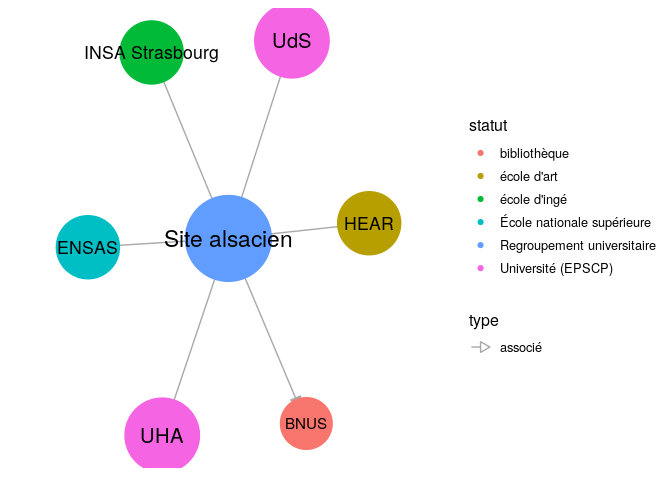 INSA Strasbourg
UdS
HEAR
Site alsacien
ENSAS
UHA
BNUS
statut
bibliothèque
école d'art
école d'ingé
École nationale supérieure
Regroupement universitaire
Université (EPSCP)
type
associé